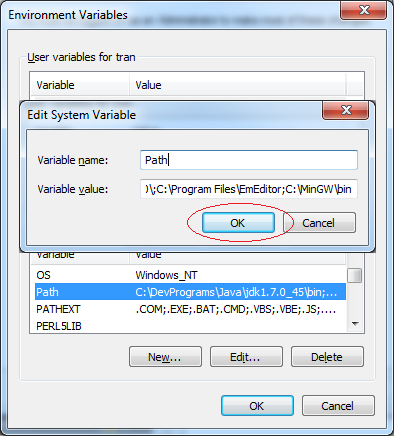 Environment Variables
User variables for tran
Variable Value
Edit System Variable
Variable name: Path
Variable value: \;C:\Program Files\EmEditor;C:\MinGW\bin
OK Cancel
Variable Value
OS Windows_NT
Path C:\DevPrograms\Java\jdk1.7.0_45\bin;...
PATHEXT .COM;.EXE;.BAT;.CMD;.VBS;.VBE;.JS;....
PERL5LIB
New... Edit... Delete
OK Cancel